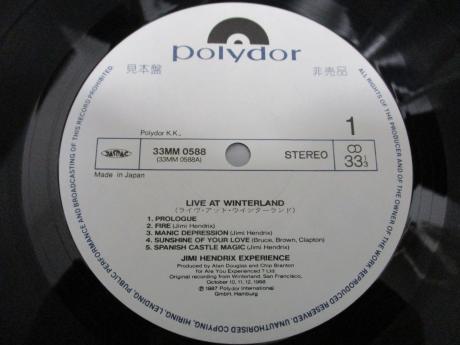 polydor
見本盤
非売品
Polydor K.K.,
1
JASRAC
33MM 0588
(33MM 0588A)
STEREO
33 1/3
Made in Japan
LIVE AT WINTERLAND
(ライヴ・アット・ウインターランド)
1. PROLOGUE
2. FIRE (Jimi Hendrix)
3. MANIC DEPRESSION (Jimi Hendrix)
4. SUNSHINE OF YOUR LOVE (Bruce, Brown, Clapton)
5. SPANISH CASTLE MAGIC (Jimi Hendrix)
JIMI HENDRIX EXPERIENCE
Produced by Alan Douglas and Chip Branton
for Are You Experienced ? Ltd.
Original recording from Winterland, San Francisco,
October 10, 11, 12, 1968
℗ 1987 Polydor International
GmbH, Hamburg
ALL RIGHTS OF THE PRODUCER AND OF THE OWNER OF THE WORK REPRODUCED RESERVED. UNAUTHORISED COPYING, HIRING, LENDING, PUBLIC PERFORMANCE AND BROADCASTING OF THIS RECORD PROHIBITED.